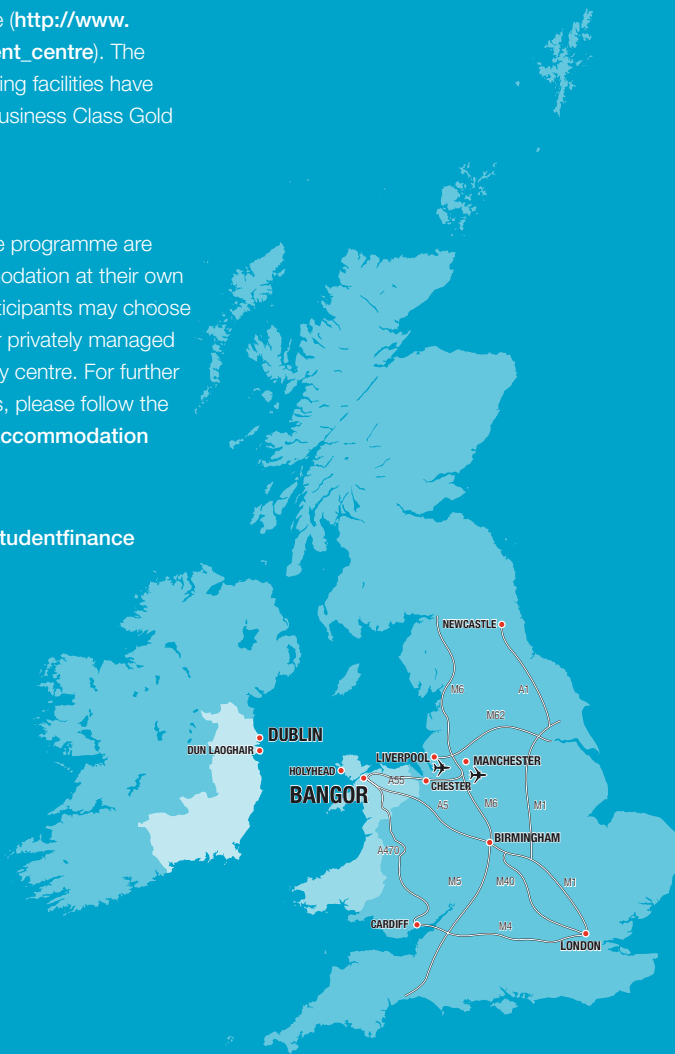 e (http://www.
ent_centre). The
ing facilities have
usiness Class Gold
e programme are
modation at their own
ticipants may choose
r privately managed
y centre. For further
s, please follow the
accommodation
tudentfinance
NEWCASTLE
M6
A1
M62
DUBLIN
DUN LAOGHAIR
LIVERPOOL
MANCHESTER
HOLYHEAD
A55
CHESTER
BANGOR
A5
M6
M1
BIRMINGHAM
A470
M5
M40
M1
CARDIFF
M4
LONDON